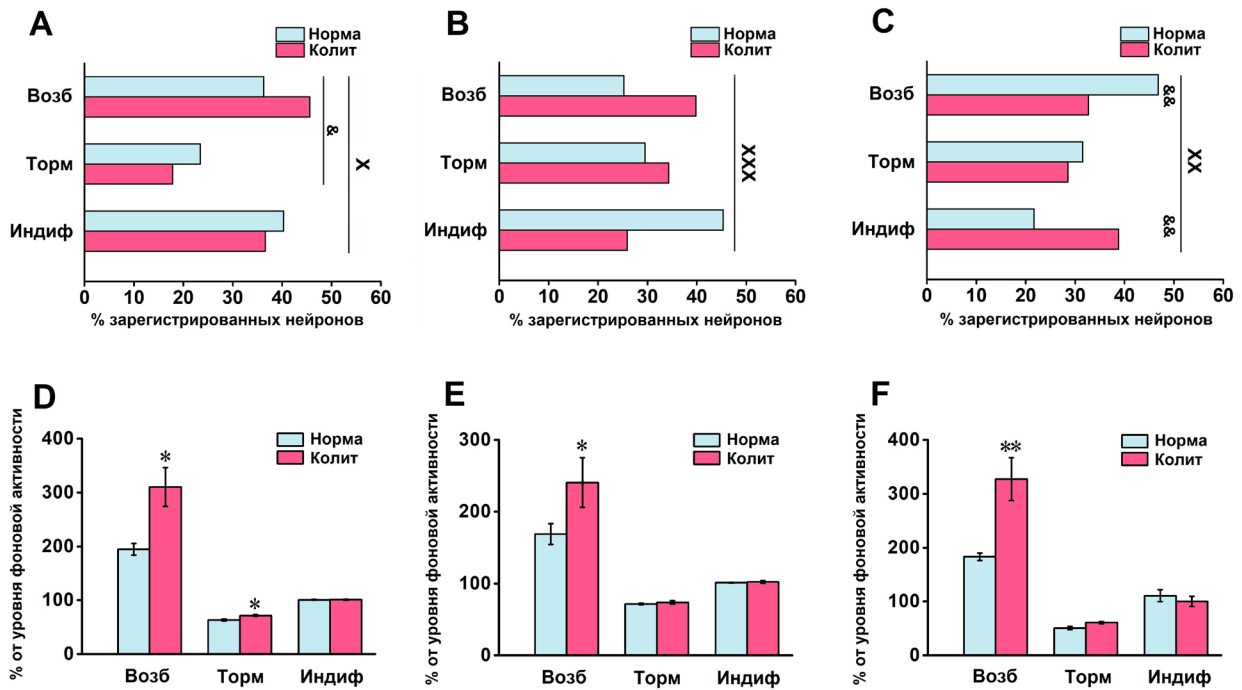 A
Норма
Колит
Возб
Торм
Индиф
&
X
0 10 20 30 40 50 60
% зарегистрированных нейронов
B
Норма
Колит
Возб
Торм
Индиф
XXX
0 10 20 30 40 50 60
% зарегистрированных нейронов
C
Норма
Колит
Возб
Торм
Индиф
&&
&&
XX
0 10 20 30 40 50 60
% зарегистрированных нейронов
D
% от уровня фоновой активности
400
300
200
100
0
Норма
Колит
*
*
Возб Торм Индиф
E
% от уровня фоновой активности
300
200
100
0
Норма
Колит
*
Возб Торм Индиф
F
% от уровня фоновой активности
400
300
200
100
0
Норма
Колит
**
Возб Торм Индиф